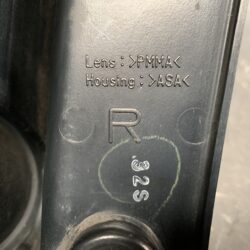 Lens : >PMMA<
Housing : >ASA<
R
32S